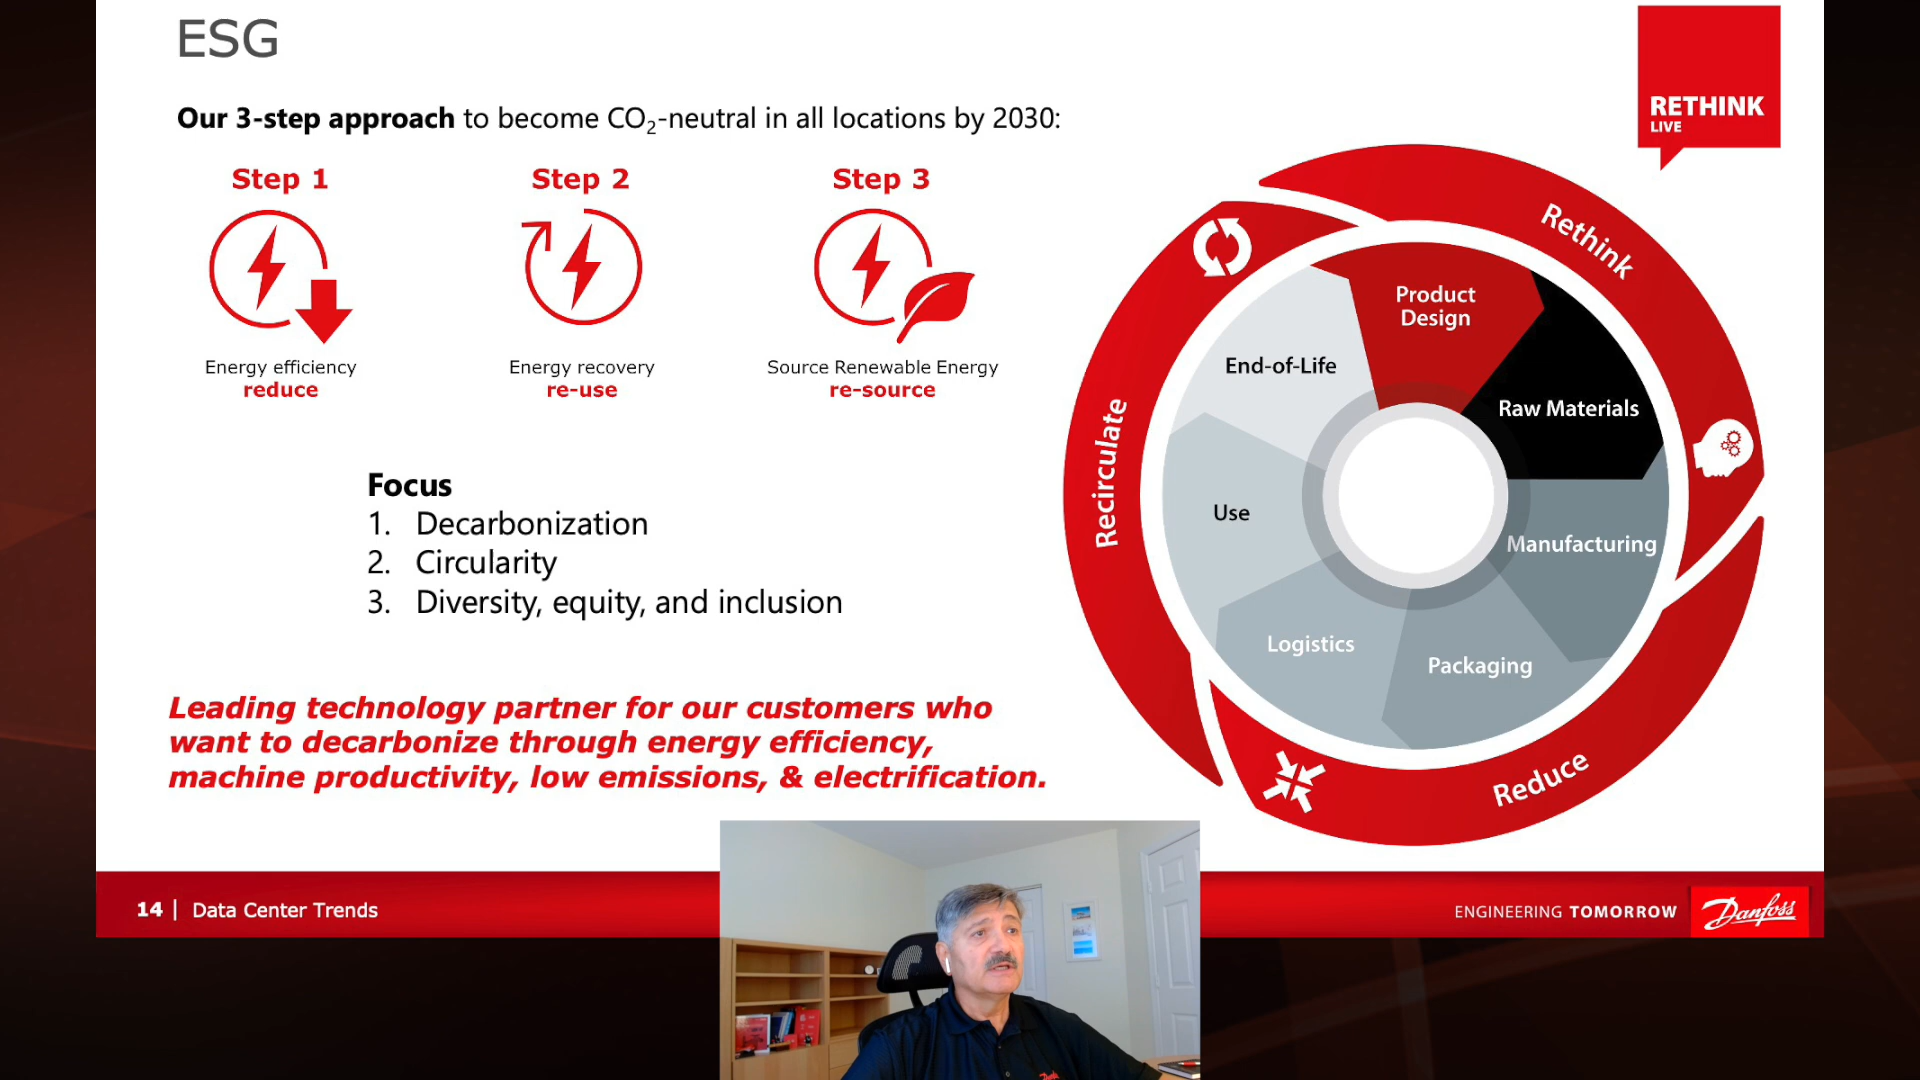 ESG
RETHINK
LIVE
Our 3-step approach to become CO₂-neutral in all locations by 2030:
Step 1
Energy efficiency
reduce
Step 2
Energy recovery
re-use
Step 3
Source Renewable Energy
re-source
Focus
1. Decarbonization
2. Circularity
3. Diversity, equity, and inclusion
Leading technology partner for our customers who
want to decarbonize through energy efficiency,
machine productivity, low emissions, & electrification.
Rethink
Reduce
Recirculate
Product
Design
Raw Materials
Manufacturing
Packaging
Logistics
Use
End-of-Life
14 | Data Center Trends
ENGINEERING TOMORROW
Danfoss
Danfoss